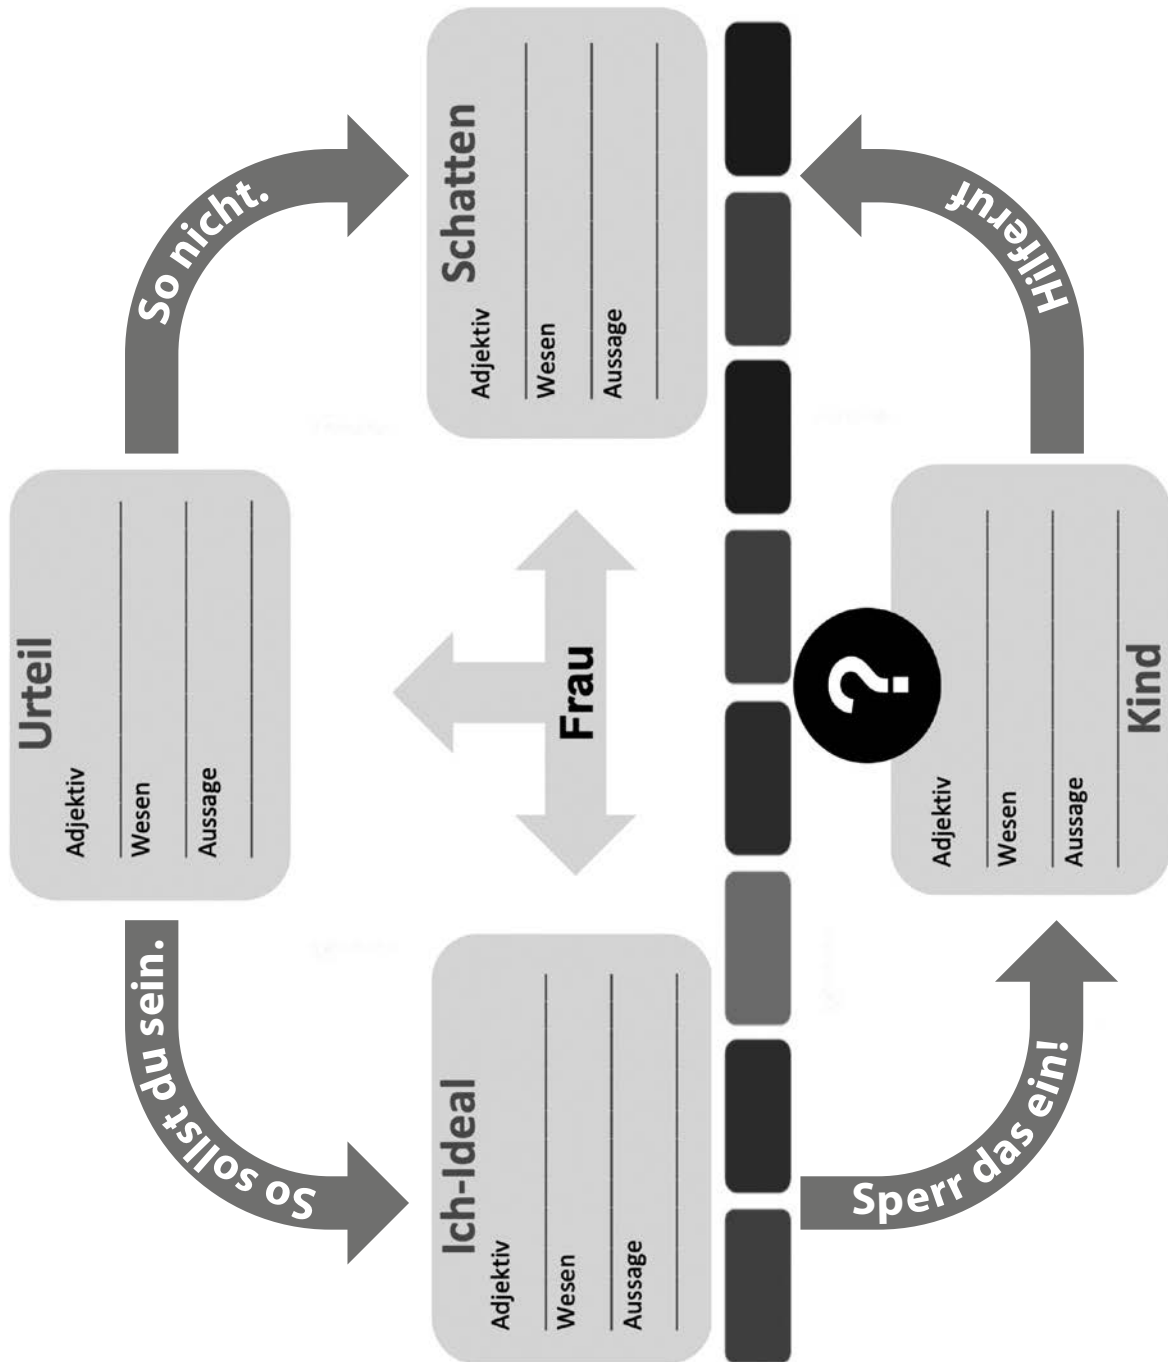 Urteil
Adjektiv
Wesen
Aussage
So sollst du sein.
So nicht.
Ich-Ideal
Adjektiv
Wesen
Aussage
Frau
Schatten
Adjektiv
Wesen
Aussage
?
Sperr das ein!
Hilferuf
Adjektiv
Wesen
Aussage
Kind